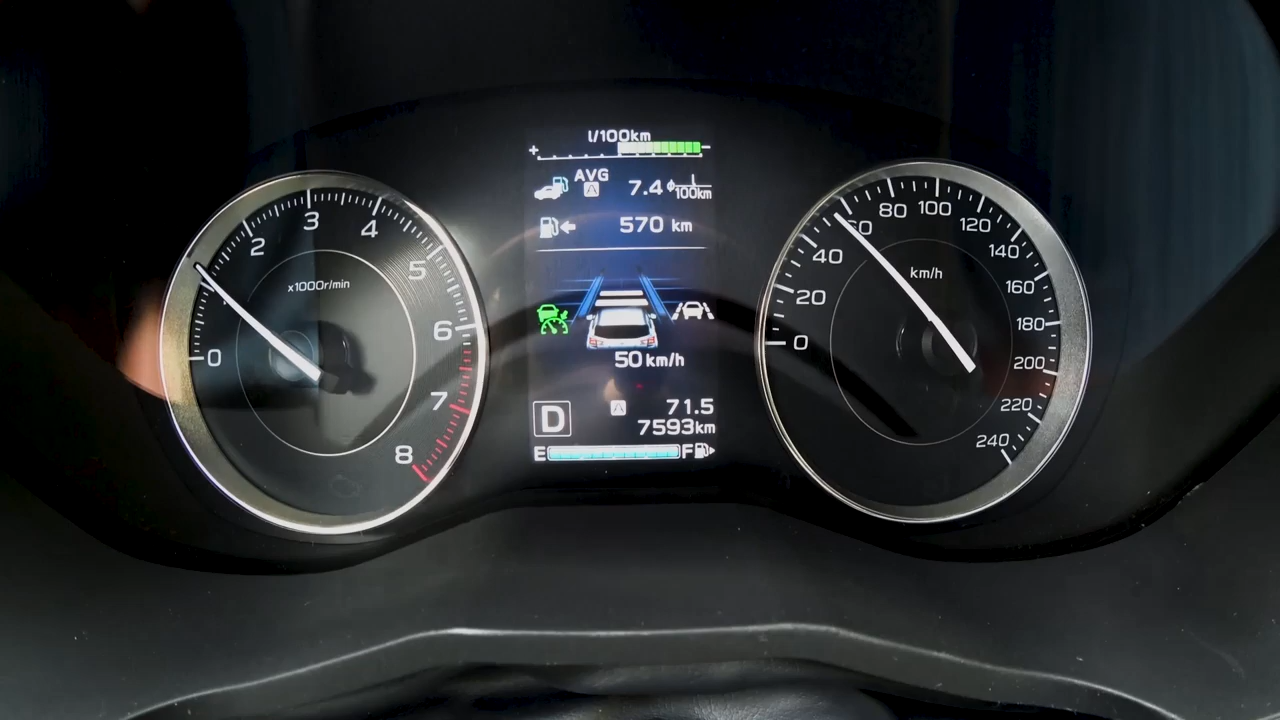 0
2
3
4
5
6
7
8
x1000r/min
l/100km
+ −
AVG
A 7.4 ϕ L/100km
570 km
50 km/h
D
A 71.5
7593km
E F
0
20
40
60
80
100
120
140
160
180
200
220
240
km/h